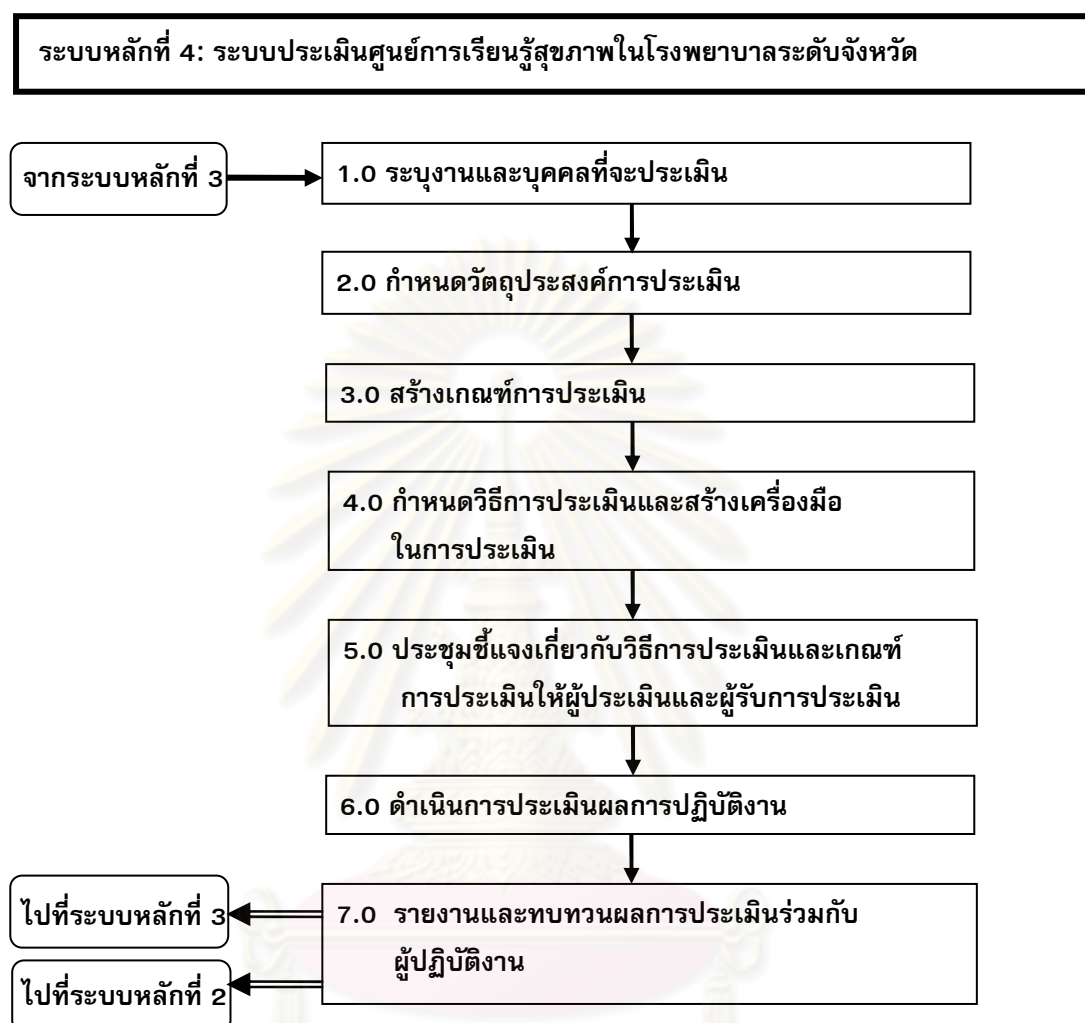 ระบบหลักที่ 4: ระบบประเมินศูนย์การเรียนรู้สุขภาพในโรงพยาบาลระดับจังหวัด
จากระบบหลักที่ 3
1.0 ระบุงานและบุคคลที่จะประเมิน
2.0 กำหนดวัตถุประสงค์การประเมิน
3.0 สร้างเกณฑ์การประเมิน
4.0 กำหนดวิธีการประเมินและสร้างเครื่องมือ
ในการประเมิน
5.0 ประชุมชี้แจงเกี่ยวกับวิธีการประเมินและเกณฑ์
การประเมินให้ผู้ประเมินและผู้รับการประเมิน
6.0 ดำเนินการประเมินผลการปฏิบัติงาน
7.0 รายงานและทบทวนผลการประเมินร่วมกับ
ผู้ปฏิบัติงาน
ไปที่ระบบหลักที่ 3
ไปที่ระบบหลักที่ 2